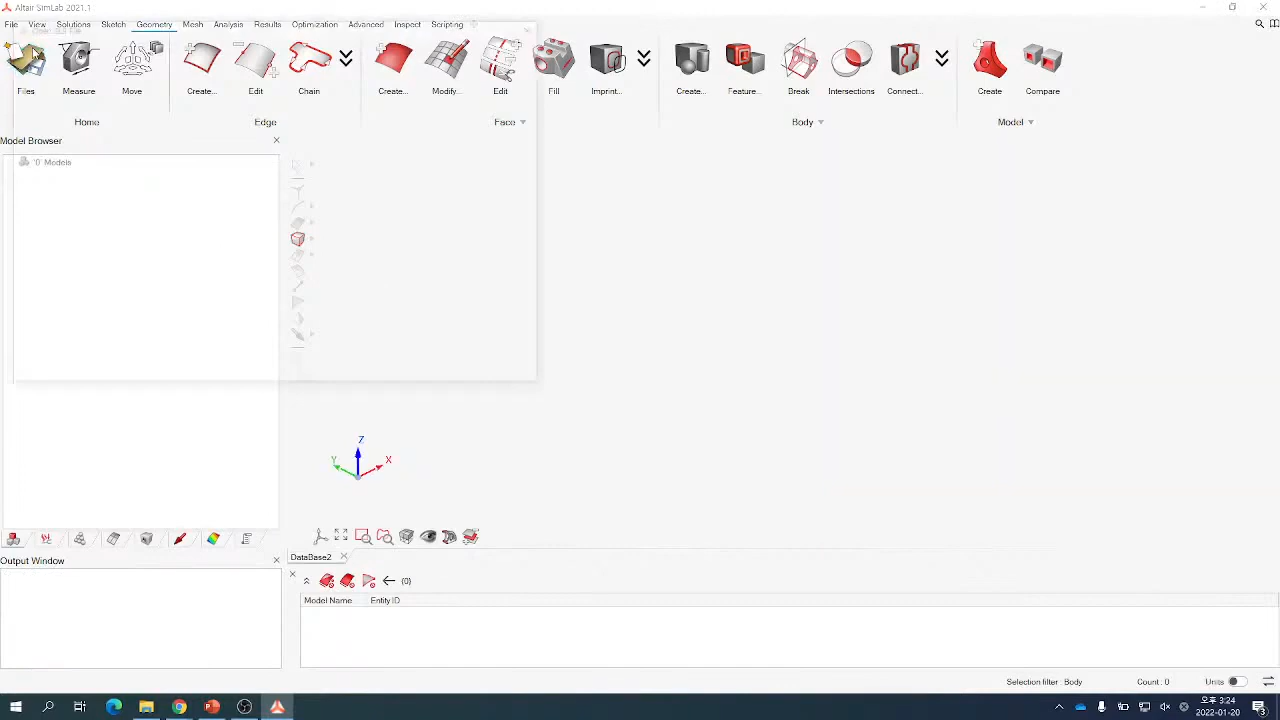 Altair SimLab 2021.1
File View Solutions Sketch Geometry Mesh Analysis Results Optimization Advanced Inspect Scripting
Files... Measure Move Create... Edit Chain Create... Modify... Edit Fill Imprint... Create... Feature... Break Intersections Connect... Create Compare
Home Edge Face Body Model
Model Browser
'0' Models
Z
Y X
DataBase2
Output Window
(0)
Model Name Entity ID
Selection filter : Body Count : 0 Units
오후 3:24
2022-01-20